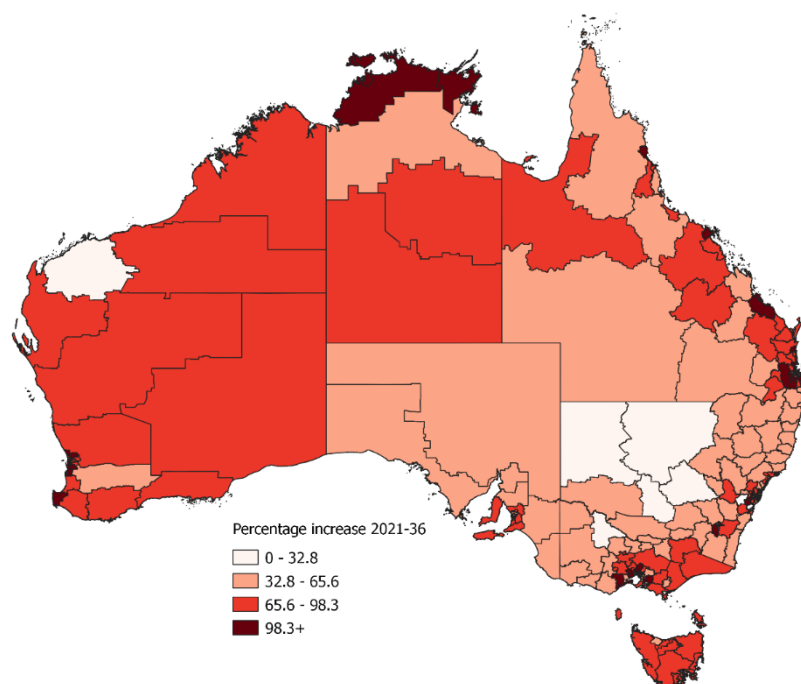 Percentage increase 2021-36
0 - 32.8
32.8 - 65.6
65.6 - 98.3
98.3+